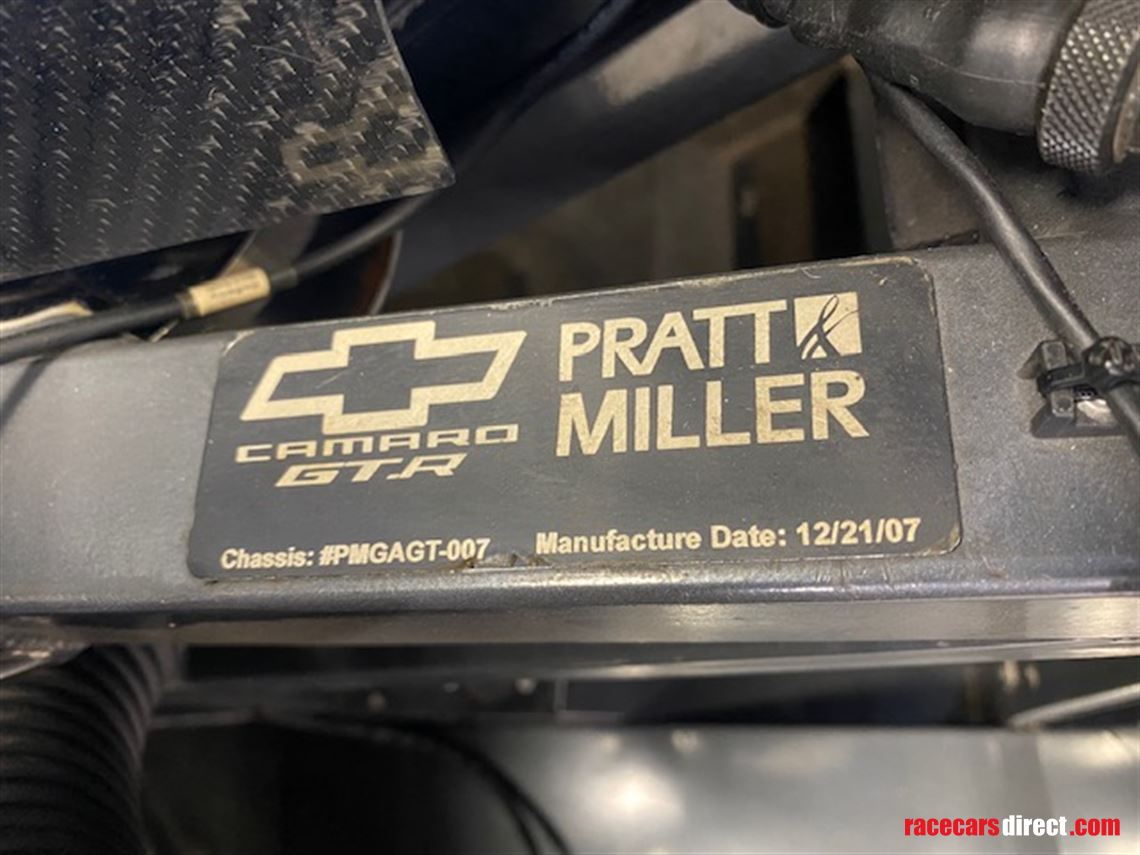 PRATT &
MILLER
CAMARO
GT.R
Chassis: #PMGAGT-007 Manufacture Date: 12/21/07
racecarsdirect.com